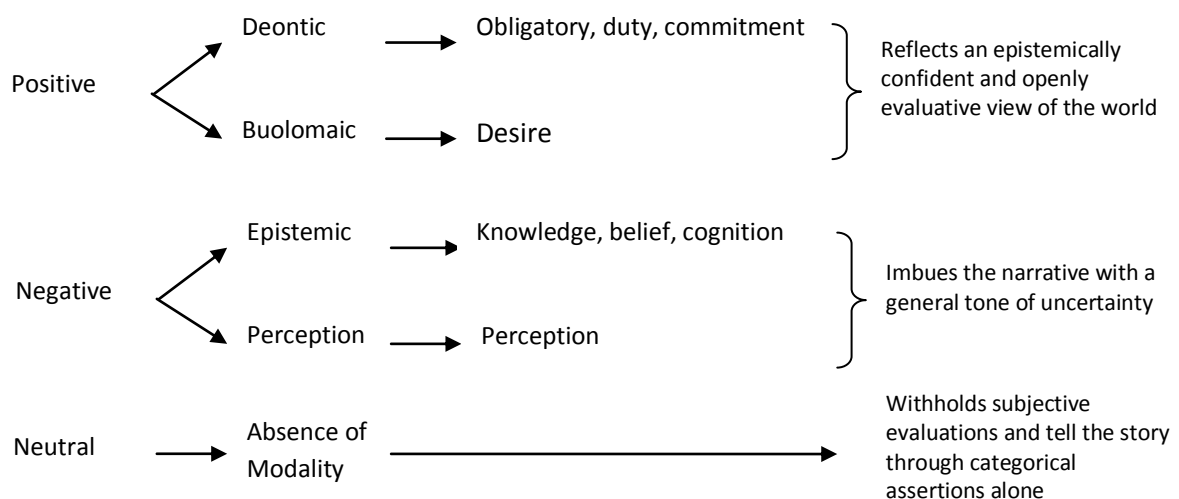 Positive
Deontic
Obligatory, duty, commitment
Buolomaic
Desire
Reflects an epistemically
confident and openly
evaluative view of the world
Negative
Epistemic
Knowledge, belief, cognition
Perception
Perception
Imbues the narrative with a
general tone of uncertainty
Neutral
Absence of
Modality
Withholds subjective
evaluations and tell the story
through categorical
assertions alone